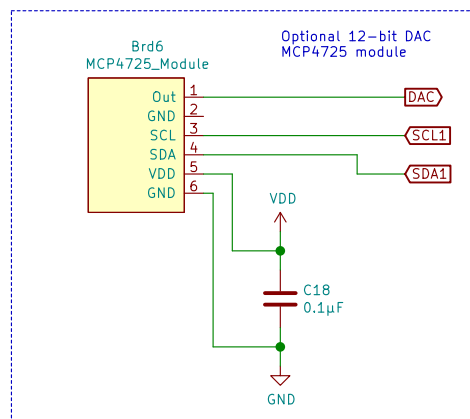 Optional 12-bit DAC
MCP4725 module
Brd6
MCP4725_Module
Out 1
DAC
GND 2
SCL 3
SCL1
SDA 4
SDA1
VDD 5
GND 6
VDD
C18
0.1µF
GND